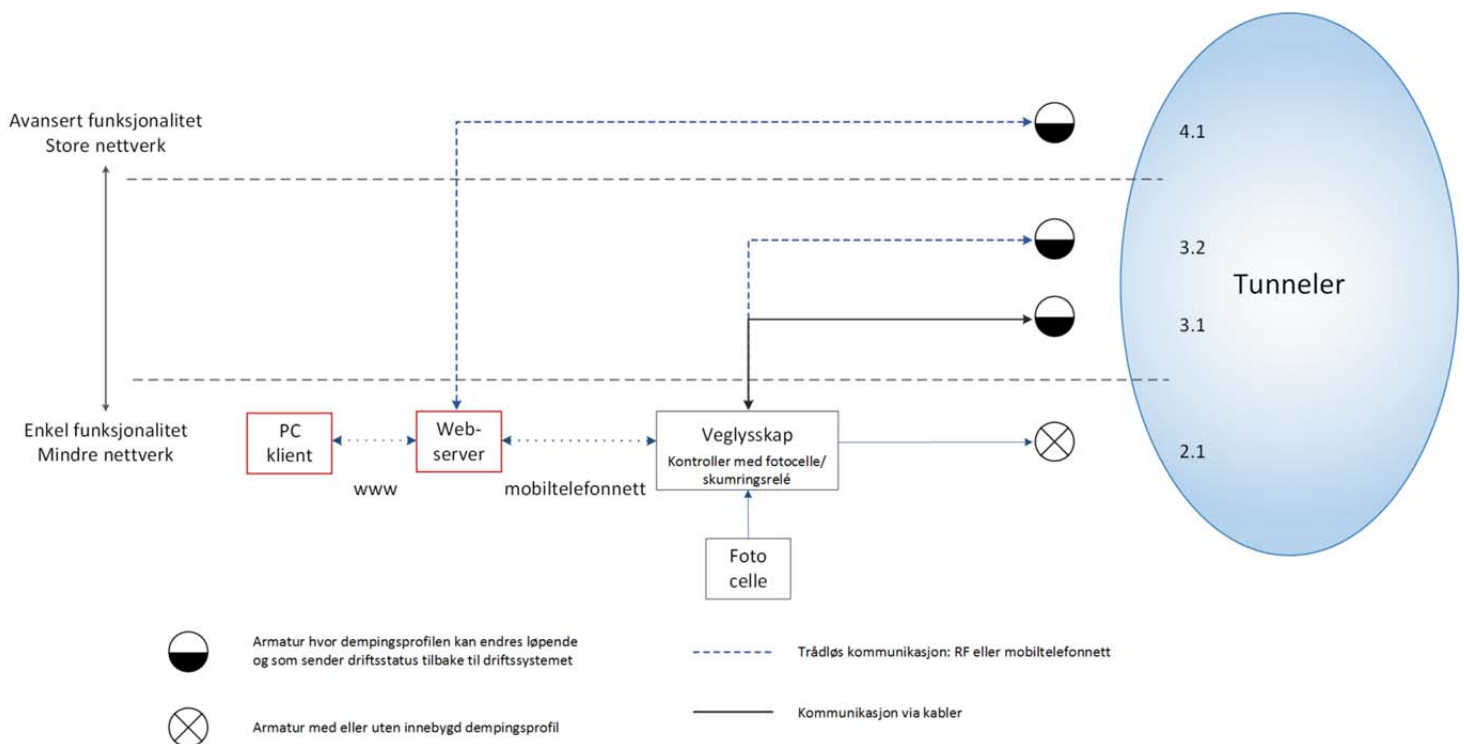 Avansert funksjonalitet
Store nettverk
4.1
3.2
Tunneler
3.1
Enkel funksjonalitet
Mindre nettverk
PC
klient
www
Web-
server
mobiltelefonnett
Veglysskap
Kontroller med fotocelle/
skumringsrelé
2.1
Foto
celle
Armatur hvor dempingsprofilen kan endres løpende
og som sender driftsstatus tilbake til driftssystemet
Trådløs kommunikasjon: RF eller mobiltelefonnett
Armatur med eller uten innebygd dempingsprofil
Kommunikasjon via kabler